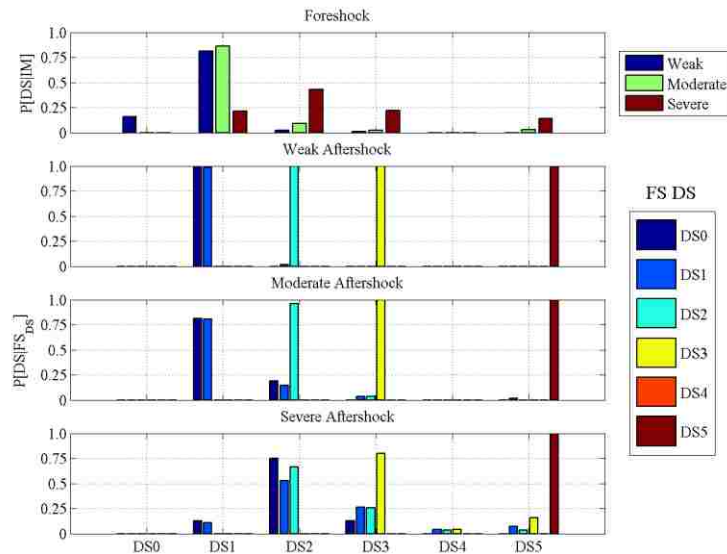 Foreshock
P[DS|IM]
1.0
0.75
0.5
0.25
0
Weak
Moderate
Severe
Weak Aftershock
1.0
0.75
0.5
0.25
0
Moderate Aftershock
P[DS|FS_DS]
1.0
0.75
0.5
0.25
0
Severe Aftershock
1.0
0.75
0.5
0.25
0
DS0 DS1 DS2 DS3 DS4 DS5
FS DS
DS0
DS1
DS2
DS3
DS4
DS5